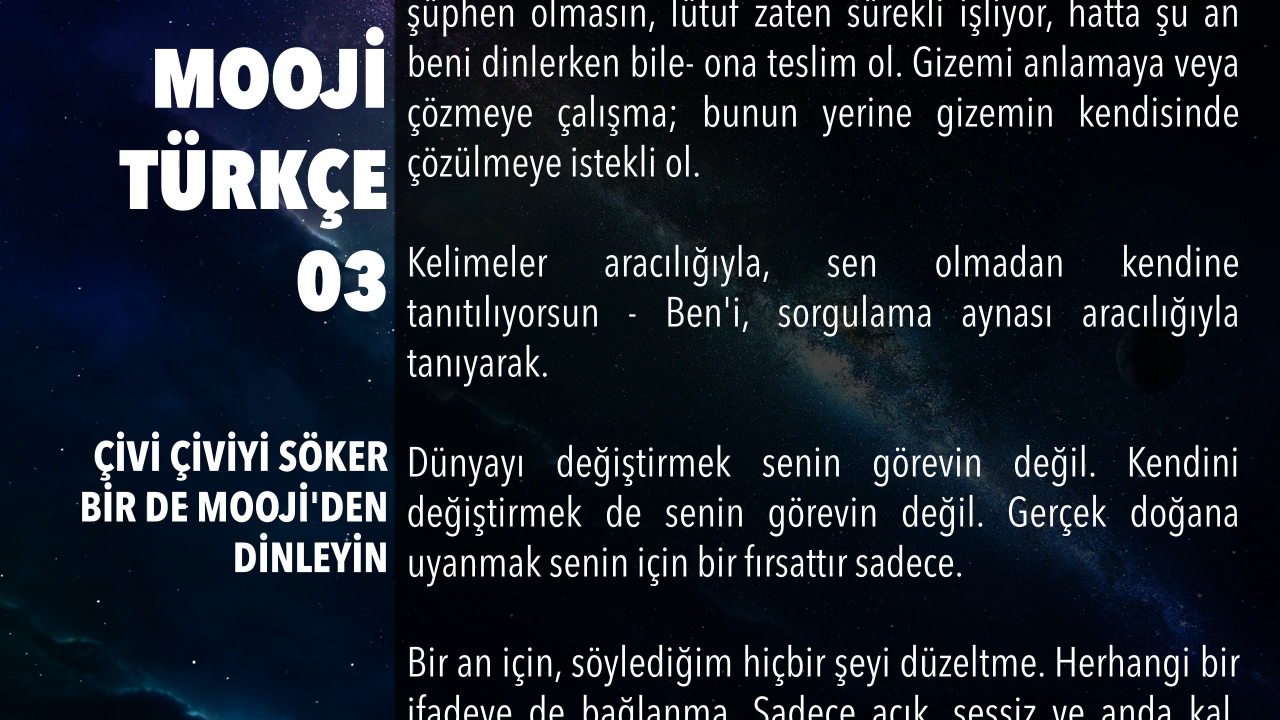 MOOJİ
TÜRKÇE
03
ÇİVİ ÇİVİYİ SÖKER
BİR DE MOOJİ'DEN
DİNLEYİN
şüphen olmasın, lütuf zaten sürekli işliyor, hatta şu an
beni dinlerken bile- ona teslim ol. Gizemi anlamaya veya
çözmeye çalışma; bunun yerine gizemin kendisinde
çözülmeye istekli ol.
Kelimeler aracılığıyla, sen olmadan kendine
tanıtılıyorsun - Ben'i, sorgulama aynası aracılığıyla
tanıyarak.
Dünyayı değiştirmek senin görevin değil. Kendini
değiştirmek de senin görevin değil. Gerçek doğana
uyanmak senin için bir fırsattır sadece.
Bir an için, söylediğim hiçbir şeyi düzeltme. Herhangi bir
ifadeye de bağlanma. Sadece açık, sessiz ve anda kal.